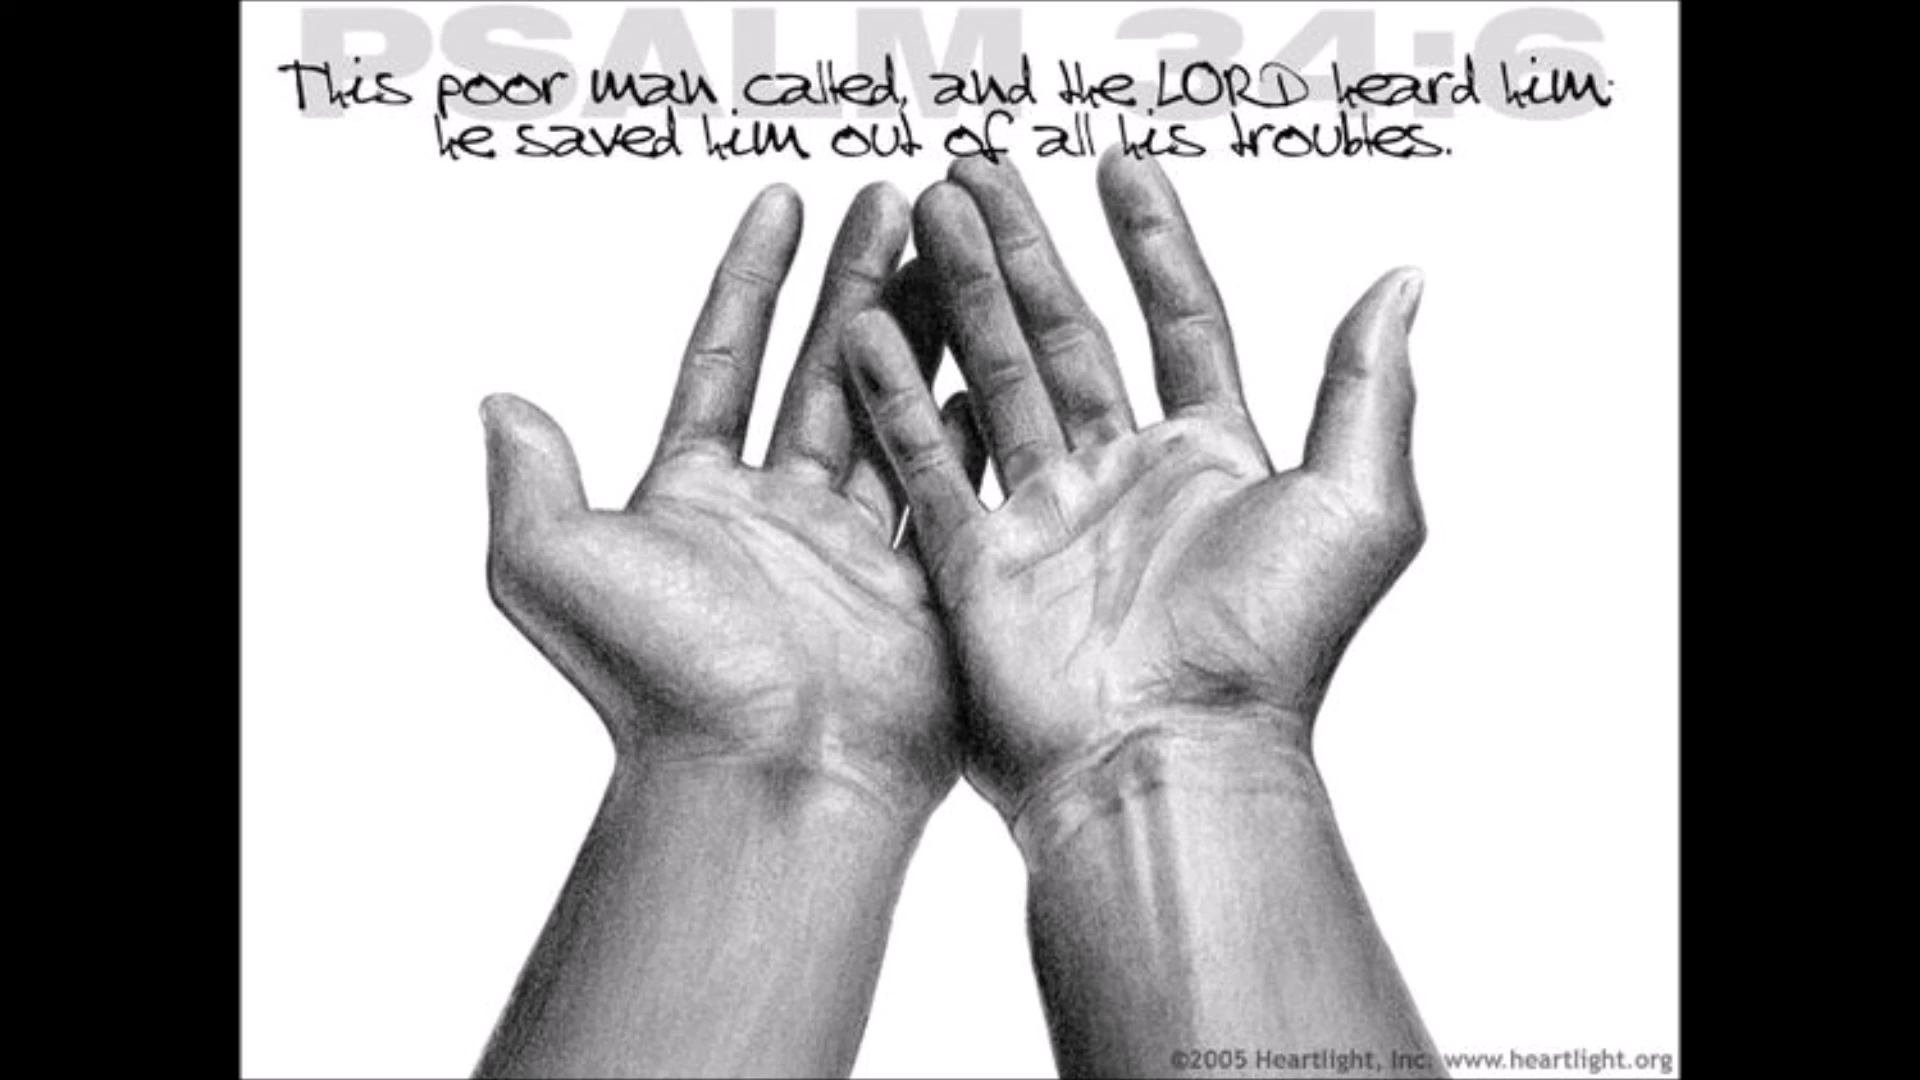 PSALM 34:6
This poor man called, and the LORD heard him;
he saved him out of all his troubles.
©2005 Heartlight, Inc. www.heartlight.org